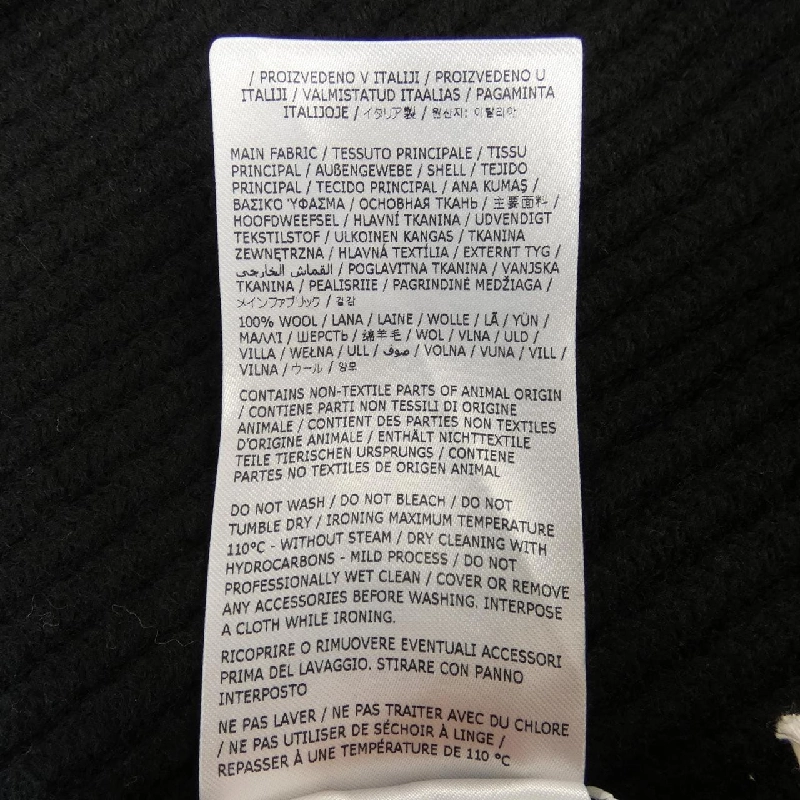 / PROIZVEDENO V ITALIJI / PROIZVEDENO U
ITALIJI / VALMISTATUD ITAALIAS / PAGAMINTA
ITALIJOJE / イタリア製 / 원산지: 이탈리아
MAIN FABRIC / TESSUTO PRINCIPALE / TISSU
PRINCIPAL / AUßENGEWEBE / SHELL / TEJIDO
PRINCIPAL / TECIDO PRINCIPAL / ANA KUMAŞ /
ΒΑΣΙΚΟ ΎΦΑΣΜΑ / ОСНОВНАЯ ТКАНЬ / 主要面料 /
HOOFDWEEFSEL / HLAVNÍ TKANINA / UDVENDIGT
TEKSTILSTOF / ULKOINEN KANGAS / TKANINA
ZEWNĘTRZNA / HLAVNÁ TEXTÍLIA / EXTERNT TYG /
القماش الخارجي / POGLAVITNA TKANINA / VANJSKA
TKANINA / PEALISRIIE / PAGRINDINĖ MEDŽIAGA /
メインファブリック / 겉감
100% WOOL / LANA / LAINE / WOLLE / LÃ / YÜN /
ΜΑΛΛΊ / ШЕРСТЬ / 绵羊毛 / WOL / VLNA / ULD /
VILLA / WEŁNA / ULL / صوف / VOLNA / VUNA / VILL /
VILNA / ウール / 양모
CONTAINS NON-TEXTILE PARTS OF ANIMAL ORIGIN
/ CONTIENE PARTI NON TESSILI DI ORIGINE
ANIMALE / CONTIENT DES PARTIES NON TEXTILES
D'ORIGINE ANIMALE / ENTHÄLT NICHTTEXTILE
TEILE TIERISCHEN URSPRUNGS / CONTIENE
PARTES NO TEXTILES DE ORIGEN ANIMAL
DO NOT WASH / DO NOT BLEACH / DO NOT
TUMBLE DRY / IRONING MAXIMUM TEMPERATURE
110°C - WITHOUT STEAM / DRY CLEANING WITH
HYDROCARBONS - MILD PROCESS / DO NOT
PROFESSIONALLY WET CLEAN / COVER OR REMOVE
ANY ACCESSORIES BEFORE WASHING. INTERPOSE
A CLOTH WHILE IRONING.
RICOPRIRE O RIMUOVERE EVENTUALI ACCESSORI
PRIMA DEL LAVAGGIO. STIRARE CON PANNO
INTERPOSTO
NE PAS LAVER / NE PAS TRAITER AVEC DU CHLORE
/ NE PAS UTILISER DE SÉCHOIR À LINGE /
REPASSER À UNE TEMPÉRATURE DE 110 °C